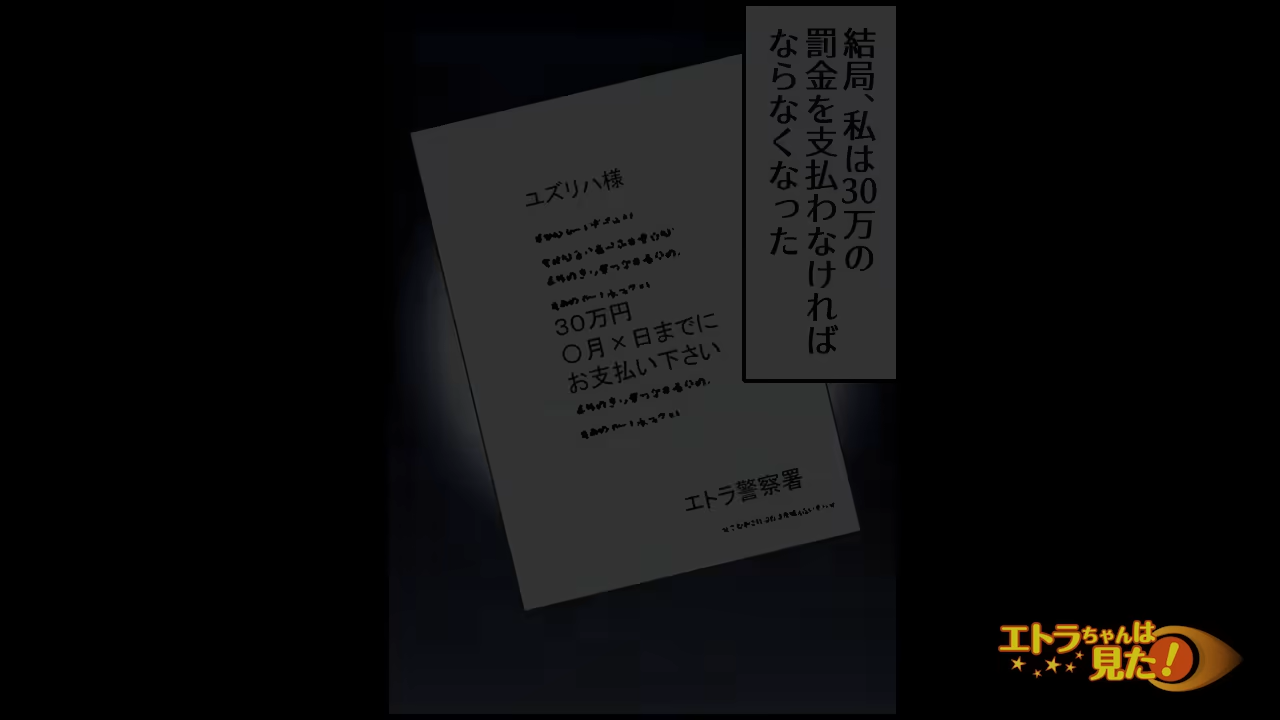 結局、私は30万の
罰金を支払わなければ
ならなくなった
ユズリハ様
30万円
〇月×日までに
お支払い下さい
エトラ警察署
エトラちゃんは
見た!